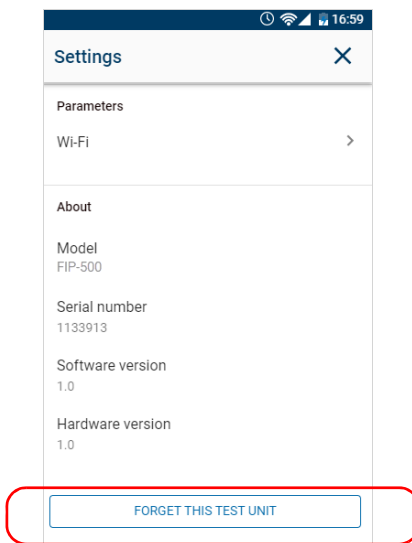 16:59
Settings
Parameters
Wi-Fi
About
Model
FIP-500
Serial number
1133913
Software version
1.0
Hardware version
1.0
FORGET THIS TEST UNIT